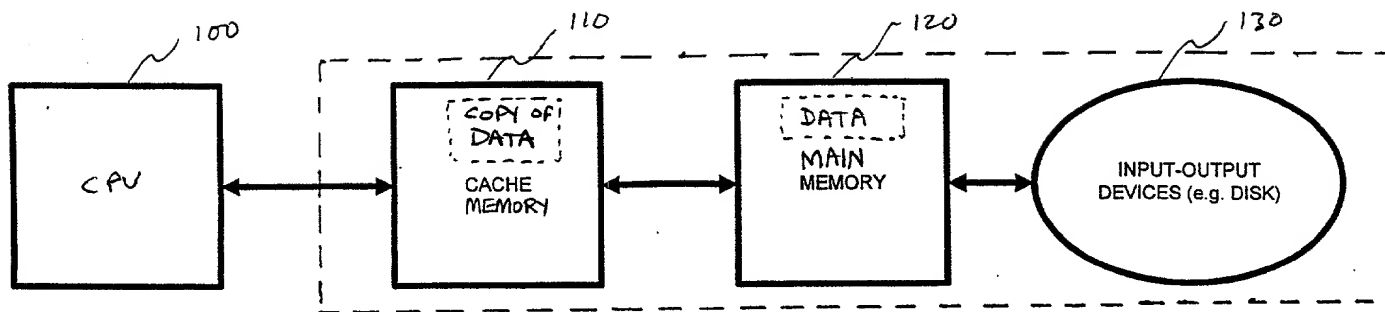 100
110
120
130
CPU
COPY OF
DATA
CACHE
MEMORY
DATA
MAIN
MEMORY
INPUT-OUTPUT
DEVICES (e.g. DISK)